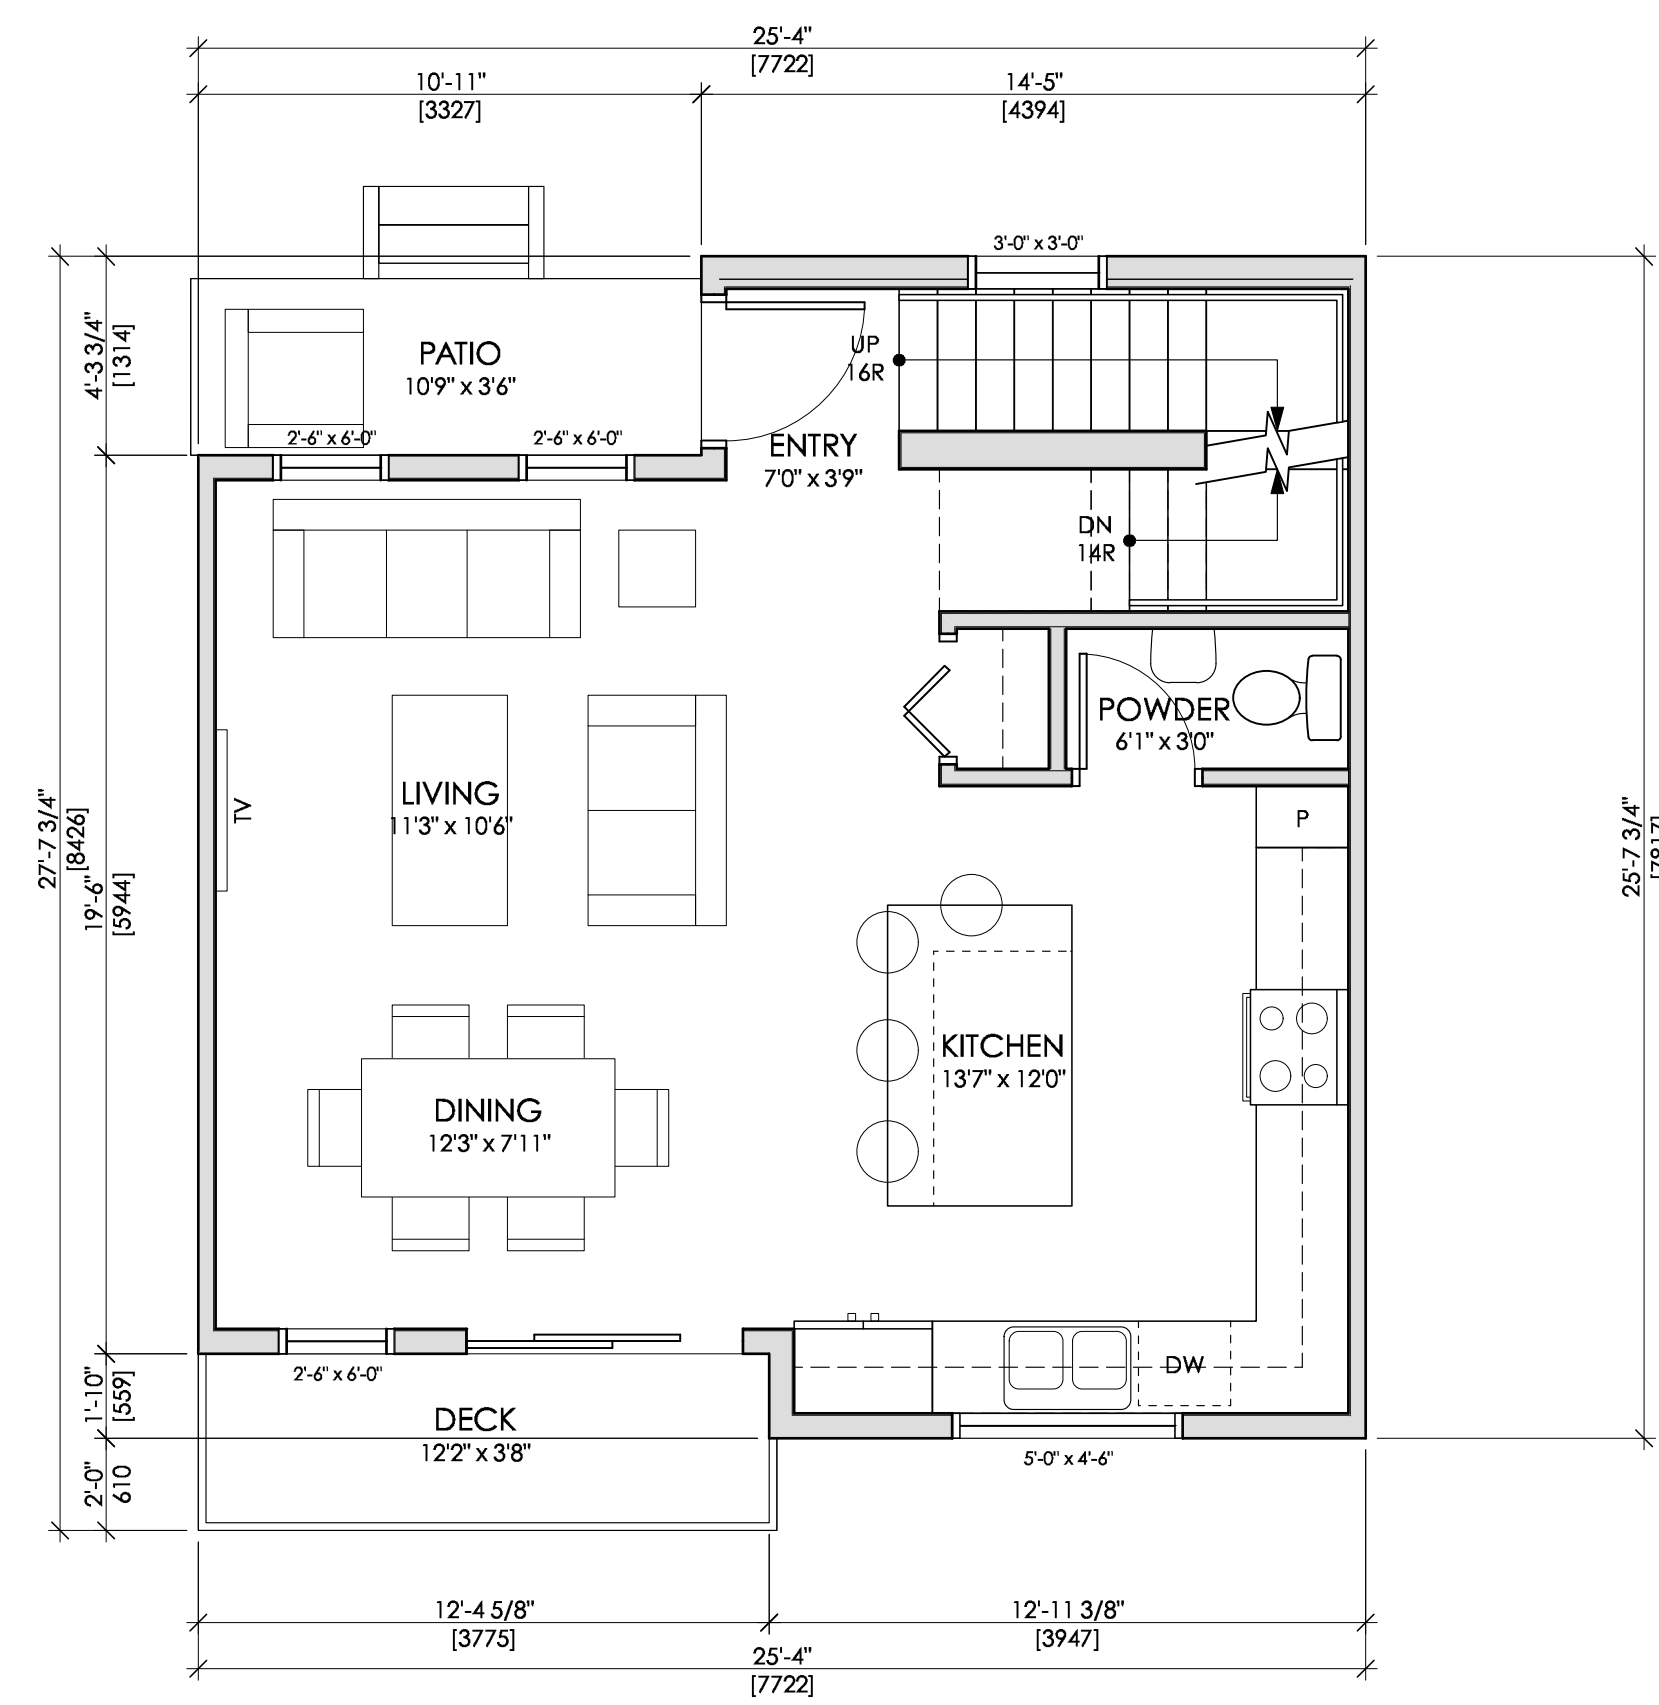 25'-4"
[7722]
10'-11"
[3327]
14'-5"
[4394]
3'-0" x 3'-0"
4'-3 3/4"
[1314]
PATIO
10'9" x 3'6"
UP
16R
2'-6" x 6'-0"
2'-6" x 6'-0"
ENTRY
7'0" x 3'9"
DN
14R
POWDER
6'1" x 3'0"
TV
LIVING
11'3" x 10'6"
P
27'-7 3/4"
[8426]
19'-6"
[5944]
25'-7 3/4"
KITCHEN
13'7" x 12'0"
DINING
12'3" x 7'11"
DW
2'-6" x 6'-0"
1'-10"
[559]
DECK
12'2" x 3'8"
5'-0" x 4'-6"
2'-0"
610
12'-4 5/8"
[3775]
12'-11 3/8"
[3947]
25'-4"
[7722]